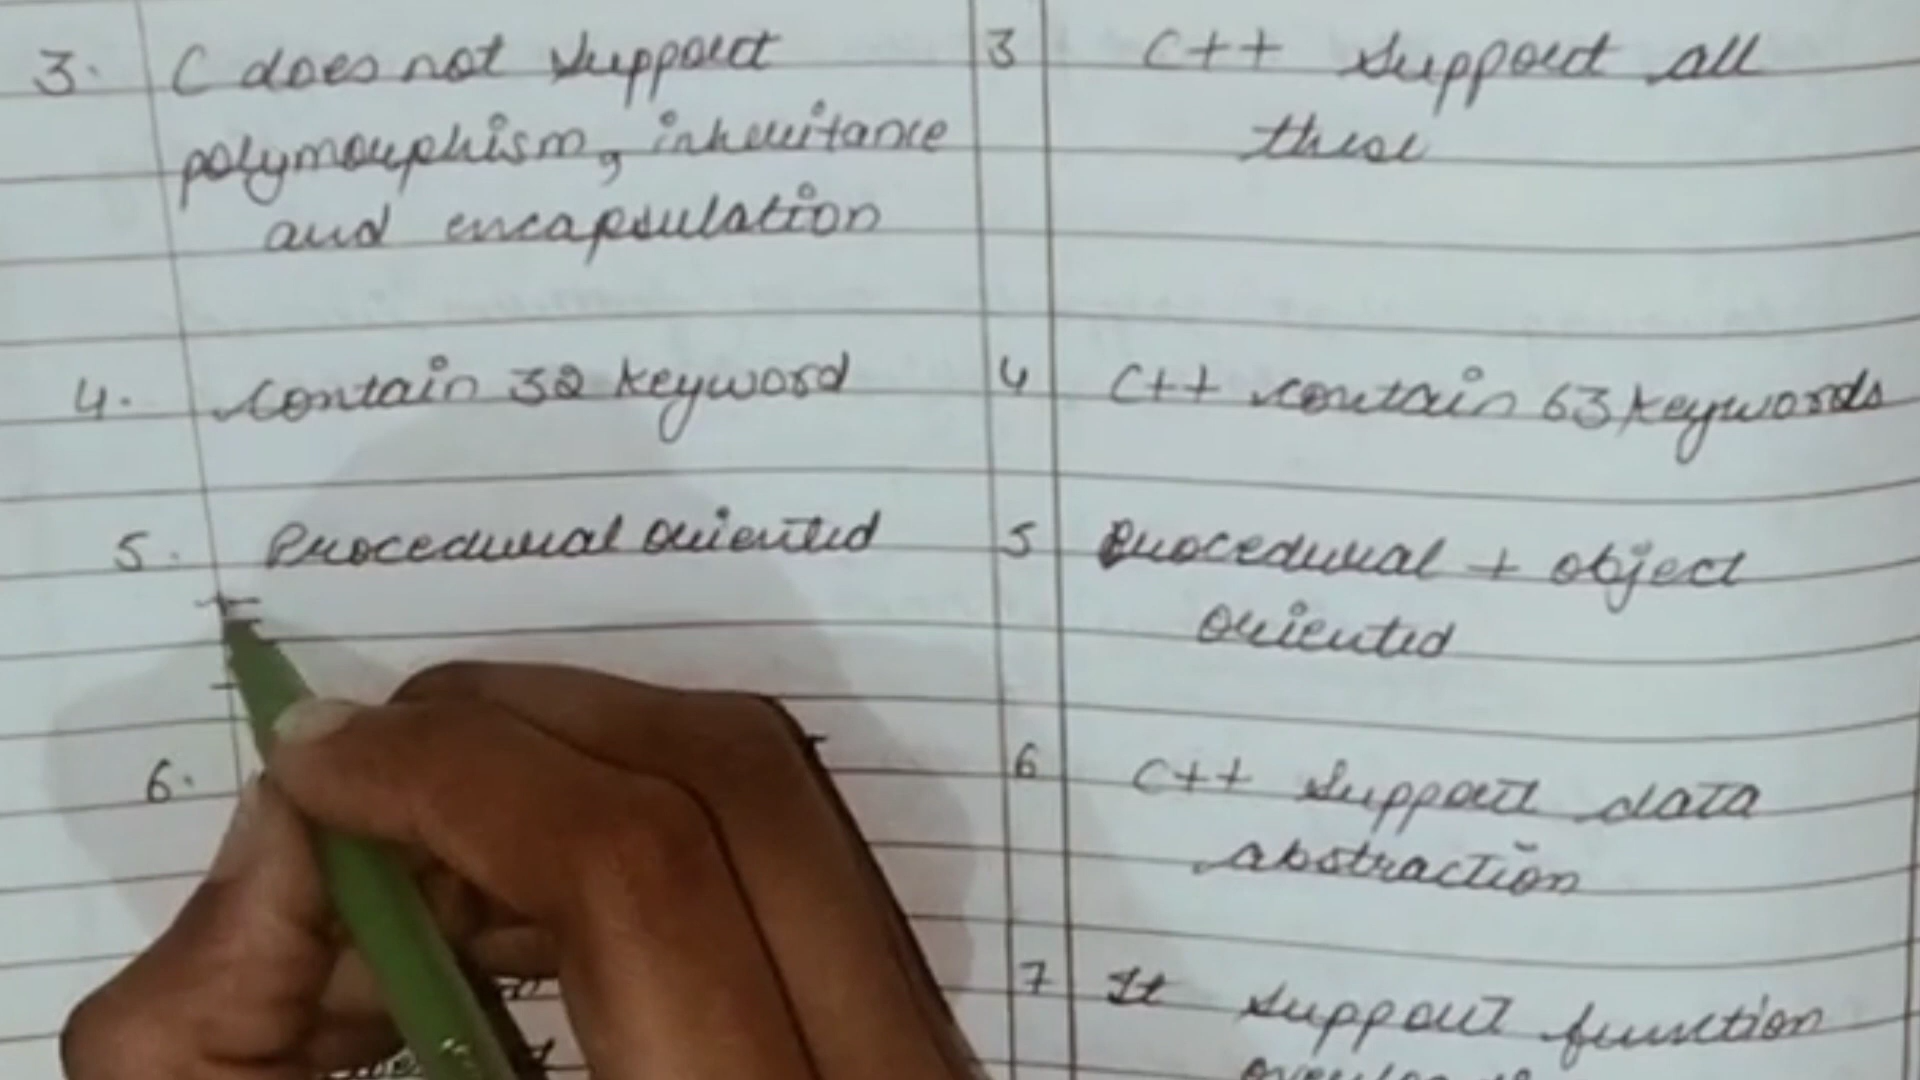 3. C does not support
polymorphism, inheritance
and encapsulation
3 C++ support all
these
4. contain 32 keyword
4 C++ contain 63 keywords
5. Procedural oriented
5 Procedural + object
oriented
6.
6 C++ support data
abstraction
7 It support function